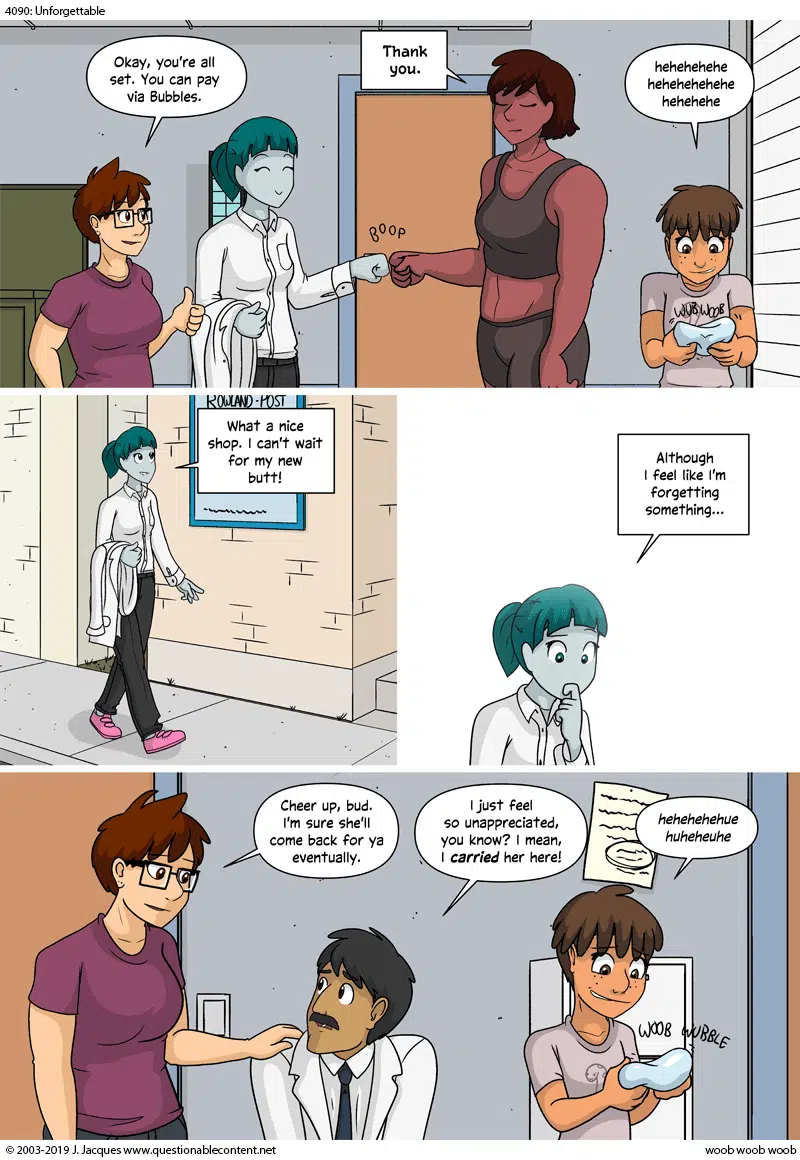 4090: Unforgettable
Okay, you're all
set. You can pay
via Bubbles.
Thank
you.
hehehehehe
hehehehehehe
hehehehe
BOOP
WUB WOOB
ROWLAND-POST
What a nice
shop. I can't wait
for my new
butt!
Although
I feel like I'm
forgetting
something...
Cheer up, bud.
I'm sure she'll
come back for ya
eventually.
I just feel
so unappreciated,
you know? I mean,
I carried her here!
hehehehehue
huheheuhe
WOOB WUBBLE
© 2003-2019 J. Jacques www.questionablecontent.net
woob woob woob